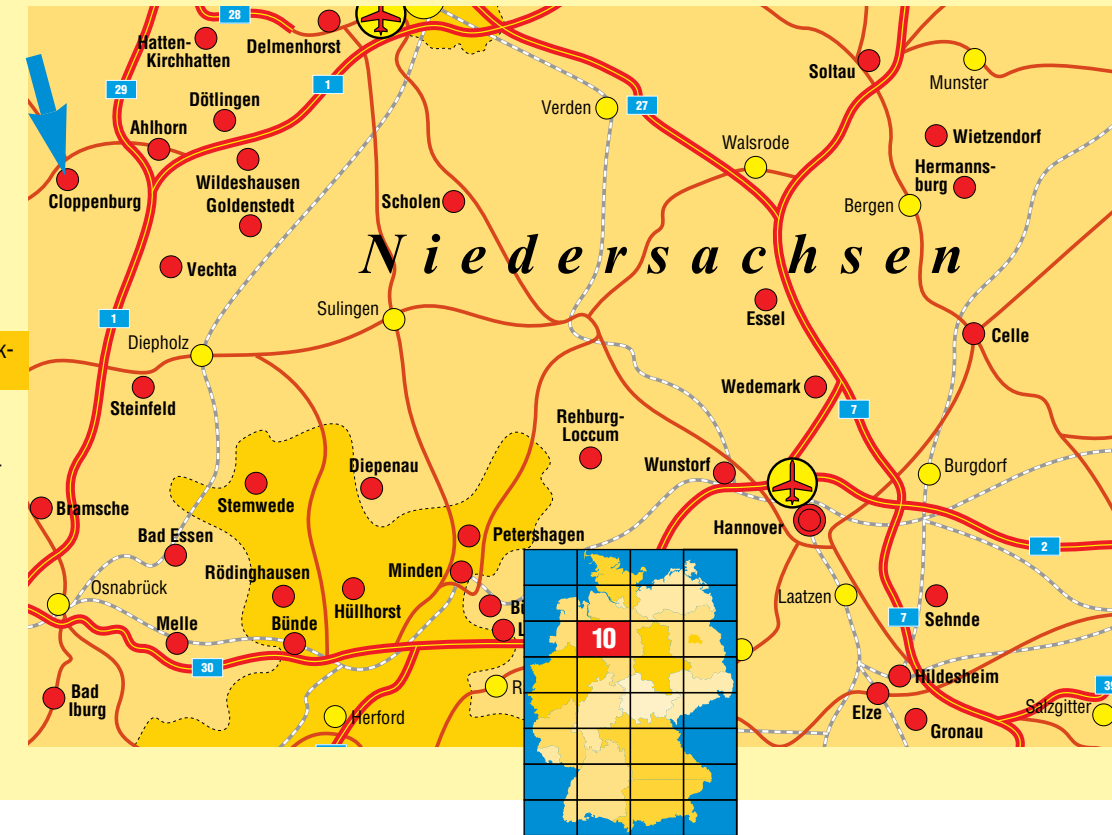 28
Hatten-
Kirchhatten
Delmenhorst
29
1
Dötlingen
Ahlhorn
Cloppenburg
Wildeshausen
Goldenstedt
Vechta
Scholen
Verden
27
Walsrode
Soltau
Munster
Wietzendorf
Hermanns-
burg
Bergen
Niedersachsen
Essel
Celle
Sulingen
1
Diepholz
k-
Steinfeld
Wedemark
7
Rehburg-
Loccum
Wunstorf
Burgdorf
Diepenau
Stemwede
Bramsche
Bad Essen
Petershagen
Hannover
2
Osnabrück
Rödinghausen
Minden
Hüllhorst
Bünde
Melle
30
Laatzen
Sehnde
7
10
Bad
Iburg
Herford
R
Hildesheim
Elze
Gronau
Salzgitter